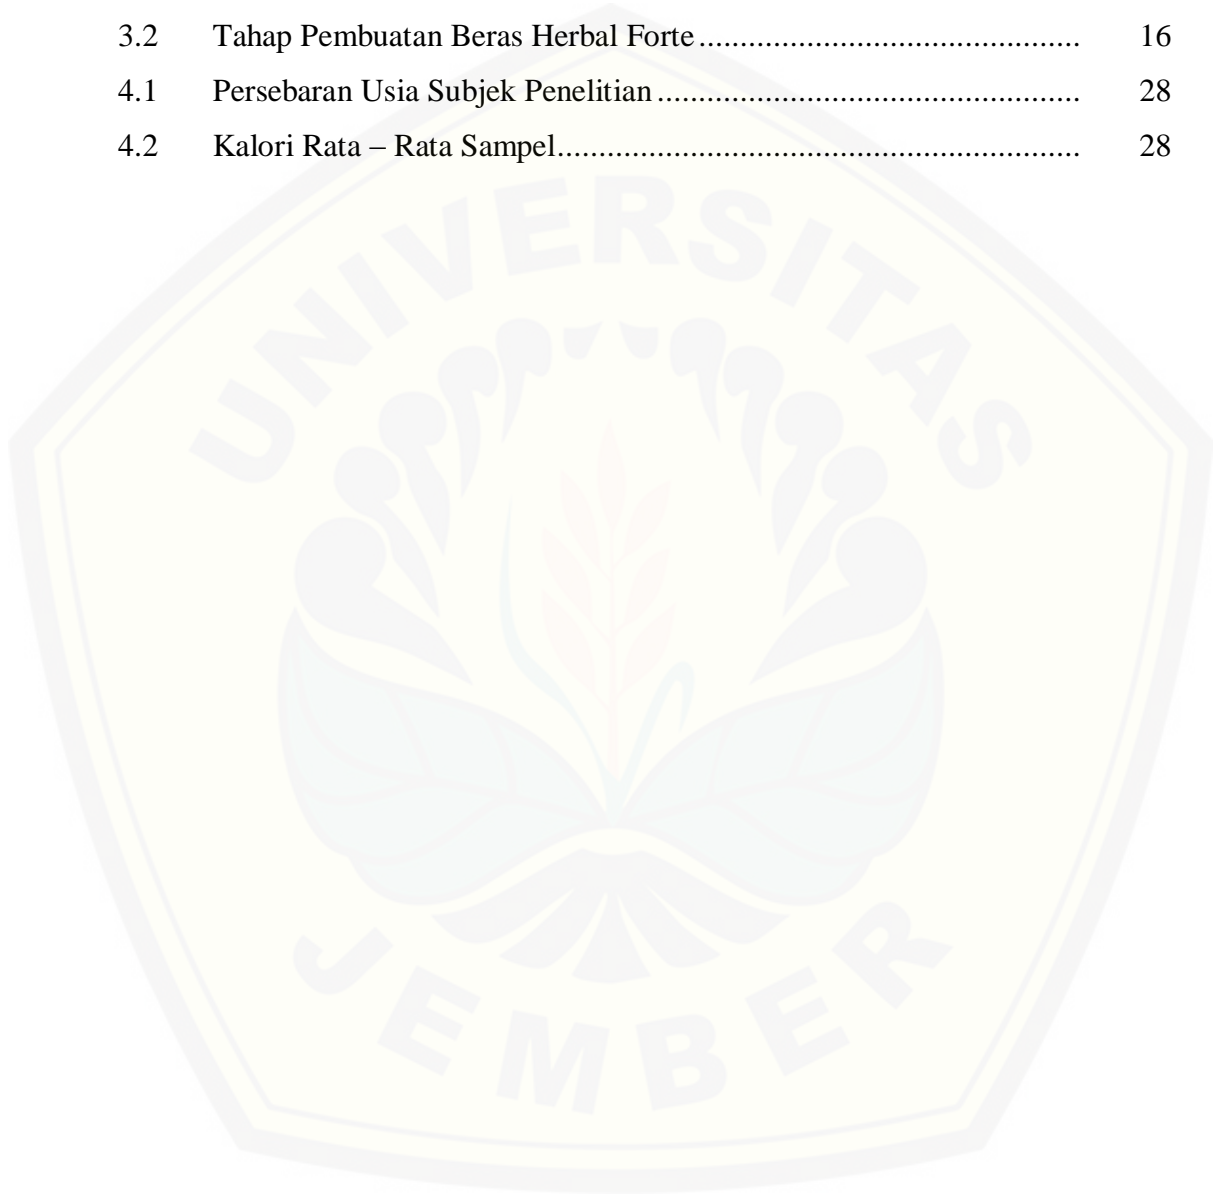 3.2 Tahap Pembuatan Beras Herbal Forte.............................................. 16
4.1 Persebaran Usia Subjek Penelitian................................................... 28
4.2 Kalori Rata – Rata Sampel............................................................... 28
UNIVERSITAS
JEMBER